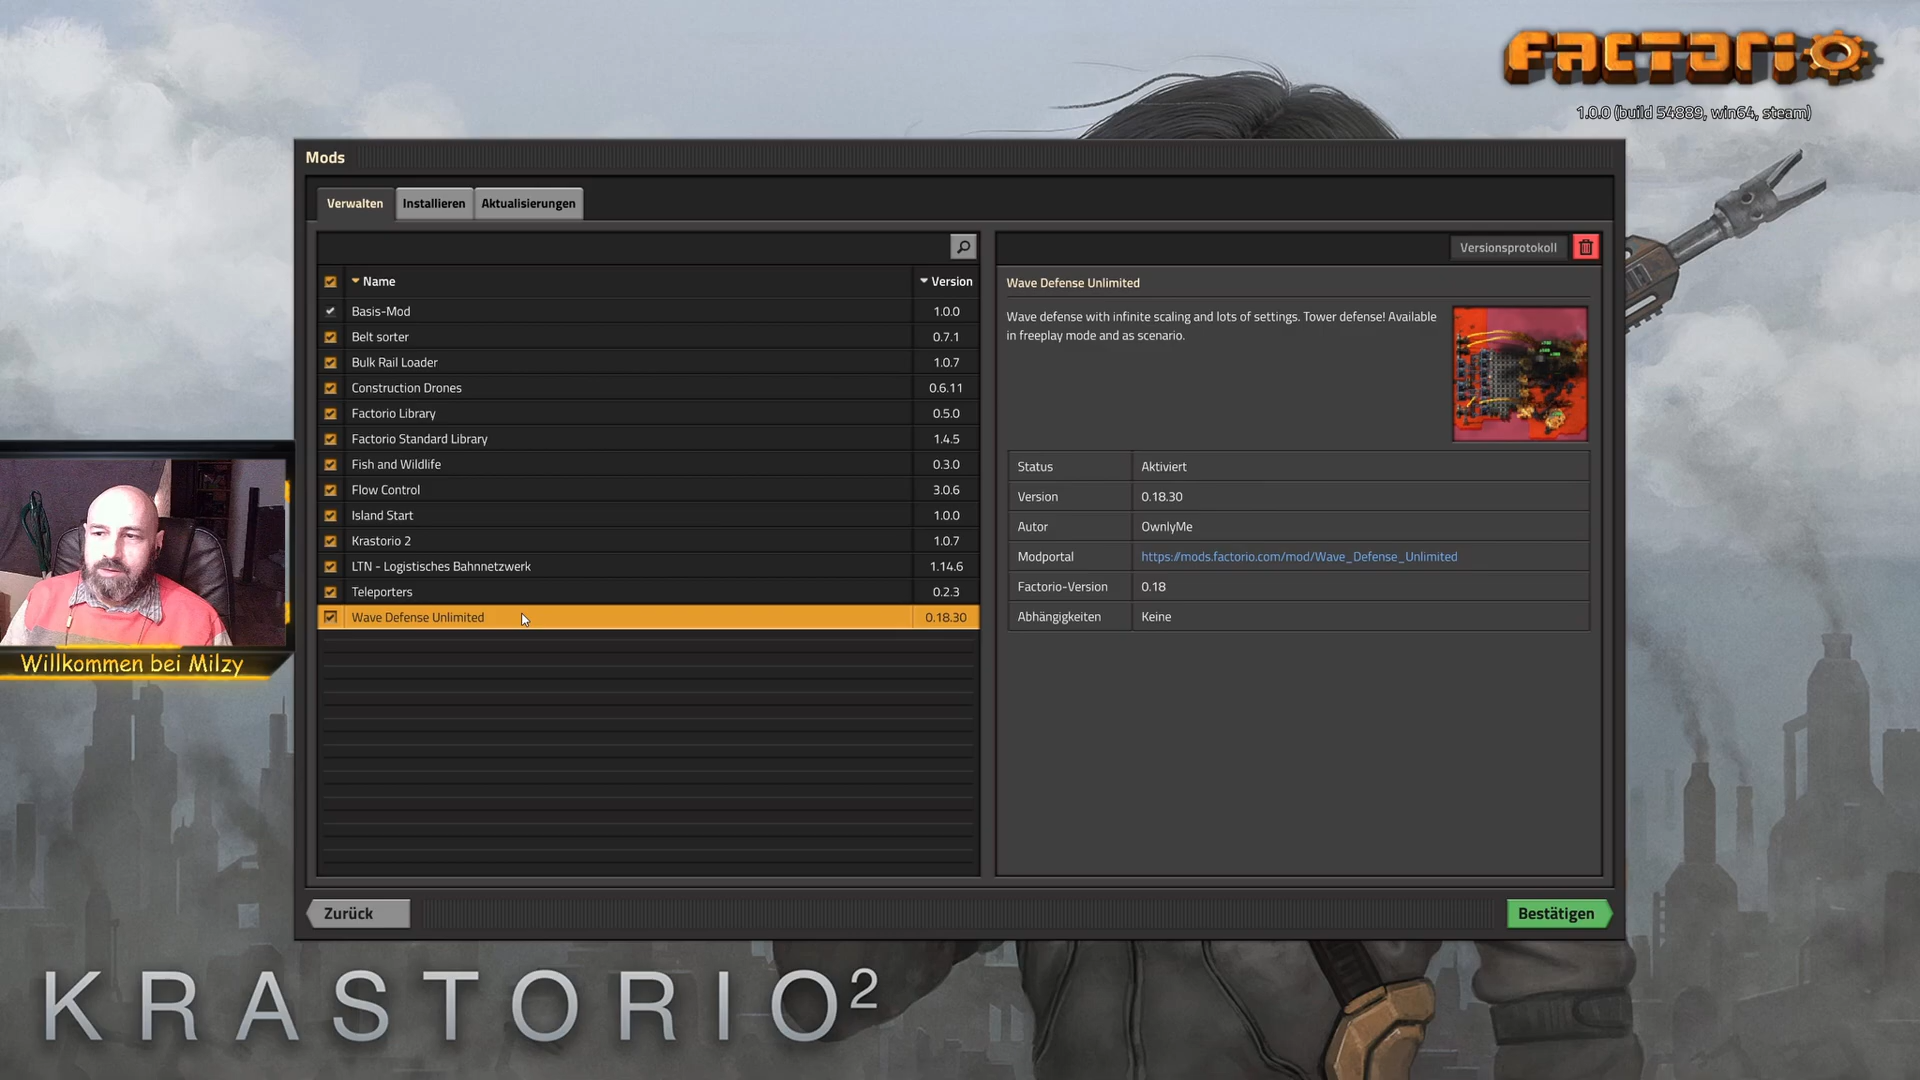 FACTORIO
1.0.0 (build 54889, win64, steam)
Mods
Verwalten Installieren Aktualisierungen
Versionsprotokoll
Name Version
Basis-Mod 1.0.0
Belt sorter 0.7.1
Bulk Rail Loader 1.0.7
Construction Drones 0.6.11
Factorio Library 0.5.0
Factorio Standard Library 1.4.5
Fish and Wildlife 0.3.0
Flow Control 3.0.6
Island Start 1.0.0
Krastorio 2 1.0.7
LTN - Logistisches Bahnnetzwerk 1.14.6
Teleporters 0.2.3
Wave Defense Unlimited 0.18.30
Wave Defense Unlimited
Wave defense with infinite scaling and lots of settings. Tower defense! Available
in freeplay mode and as scenario.
Status Aktiviert
Version 0.18.30
Autor OwnlyMe
Modportal https://mods.factorio.com/mod/Wave_Defense_Unlimited
Factorio-Version 0.18
Abhängigkeiten Keine
Willkommen bei Milzy
Zurück
Bestätigen
KRASTORIO²